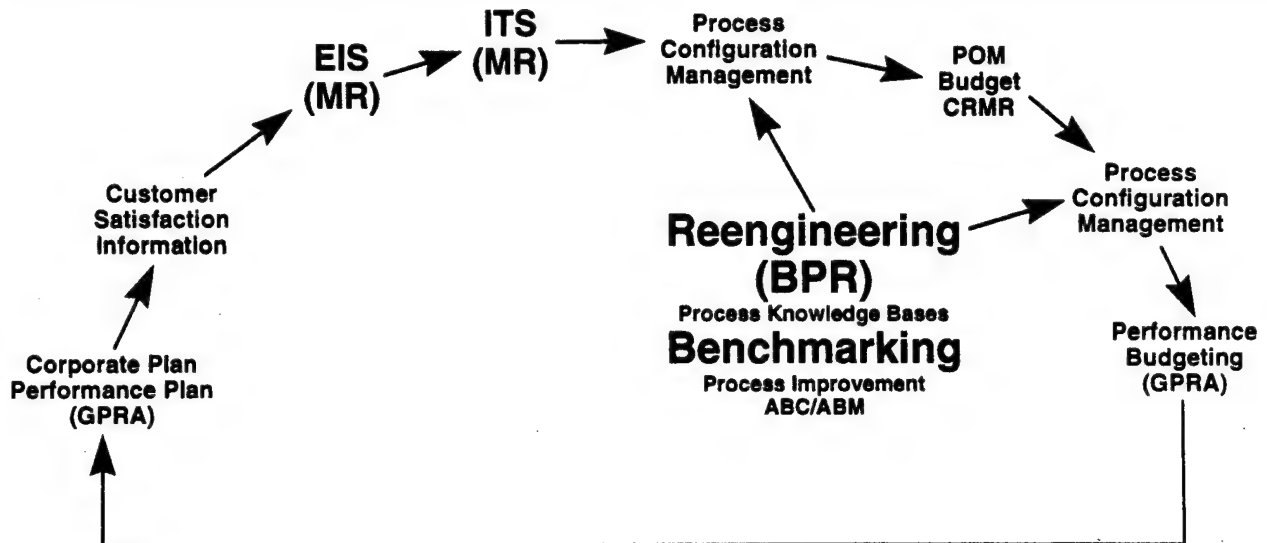 ITS
(MR)
EIS
(MR)
Process
Configuration
Management
POM
Budget
CRMR
Process
Configuration
Management
Customer
Satisfaction
Information
Reengineering
(BPR)
Process Knowledge Bases
Benchmarking
Process Improvement
ABC/ABM
Performance
Budgeting
(GPRA)
Corporate Plan
Performance Plan
(GPRA)